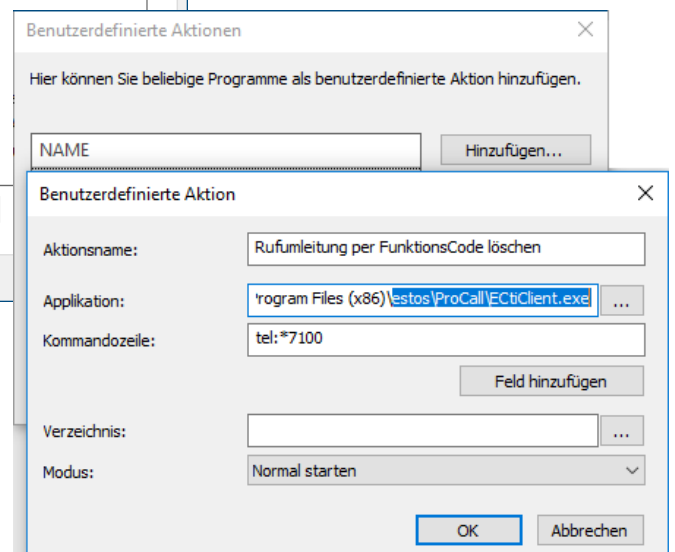 Benutzerdefinierte Aktionen
Hier können Sie beliebige Programme als benutzerdefinierte Aktion hinzufügen.
NAME
Hinzufügen...
Benutzerdefinierte Aktion
Aktionsname:
Rufumleitung per FunktionsCode löschen
Applikation:
rogram Files (x86)\estos\ProCall\ECtiClient.exe
...
Kommandozeile:
tel:*7100
Feld hinzufügen
Verzeichnis:
...
Modus:
Normal starten
OK
Abbrechen